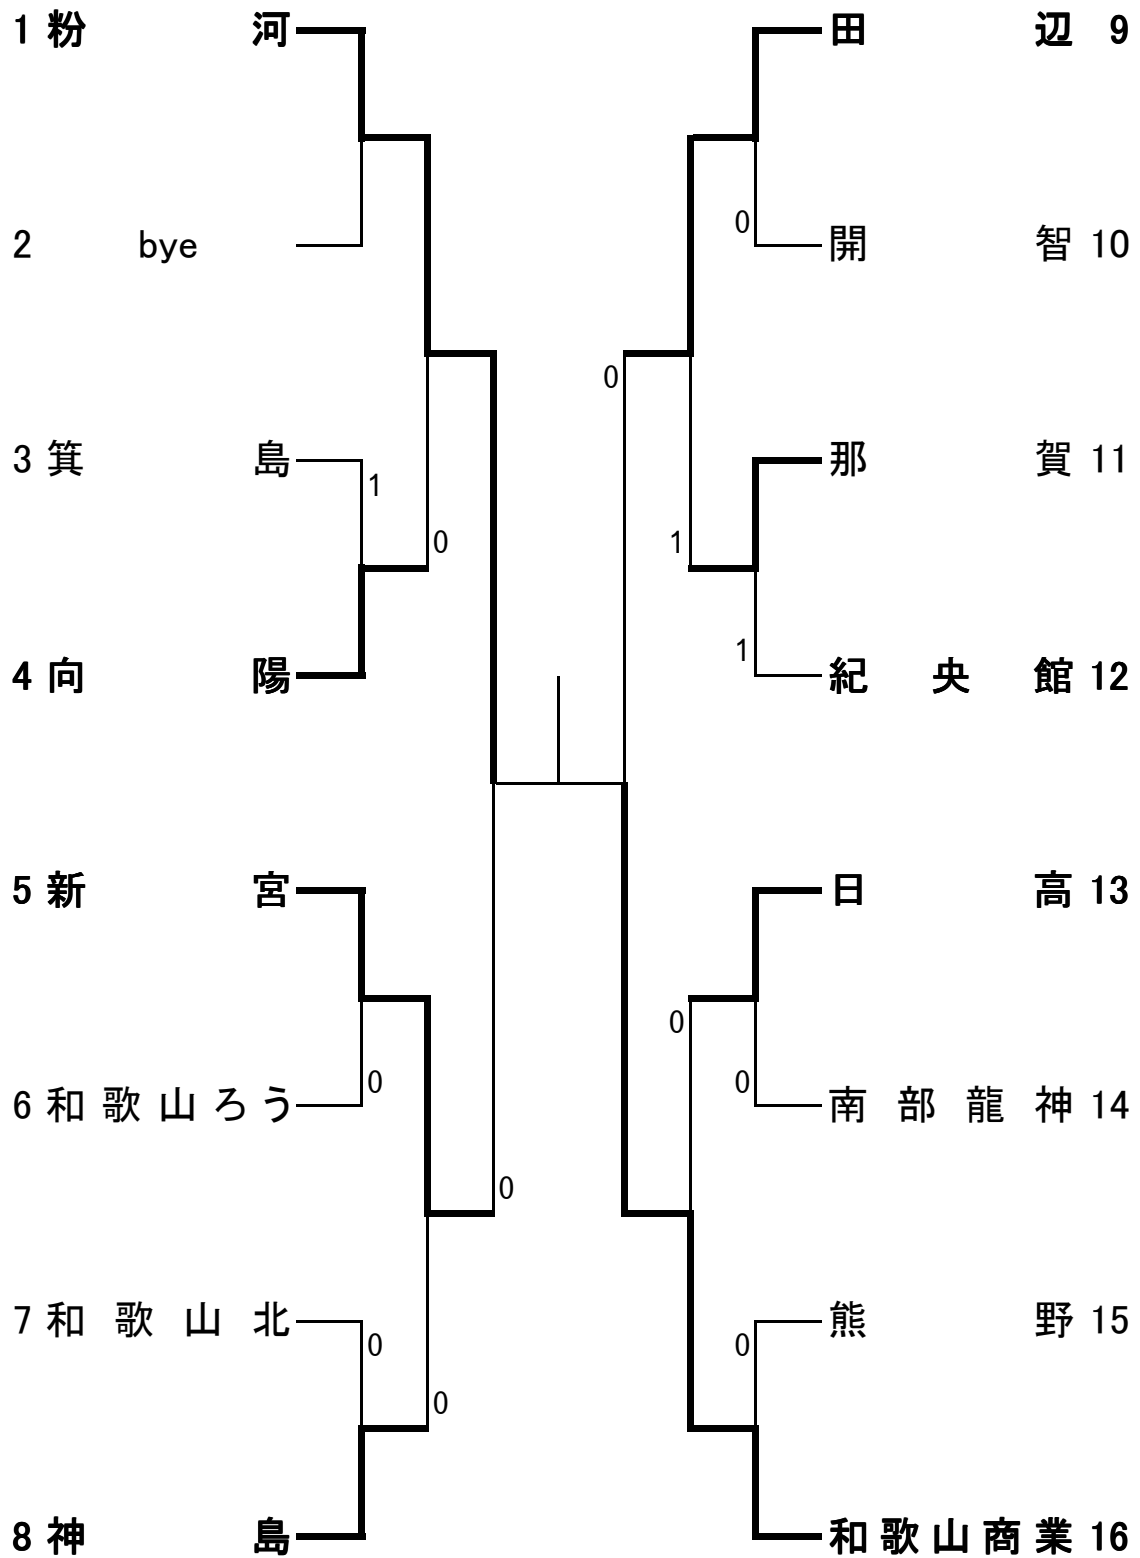 1 粉河
田辺 9
2 bye
0
開智 10
0
3 箕島
1
那賀 11
0
1
4 向陽
1
紀央館 12
5 新宮
日高 13
0
6 和歌山ろう
0
0
南部龍神 14
0
7 和歌山北
0
0
熊野 15
0
8 神島
和歌山商業 16